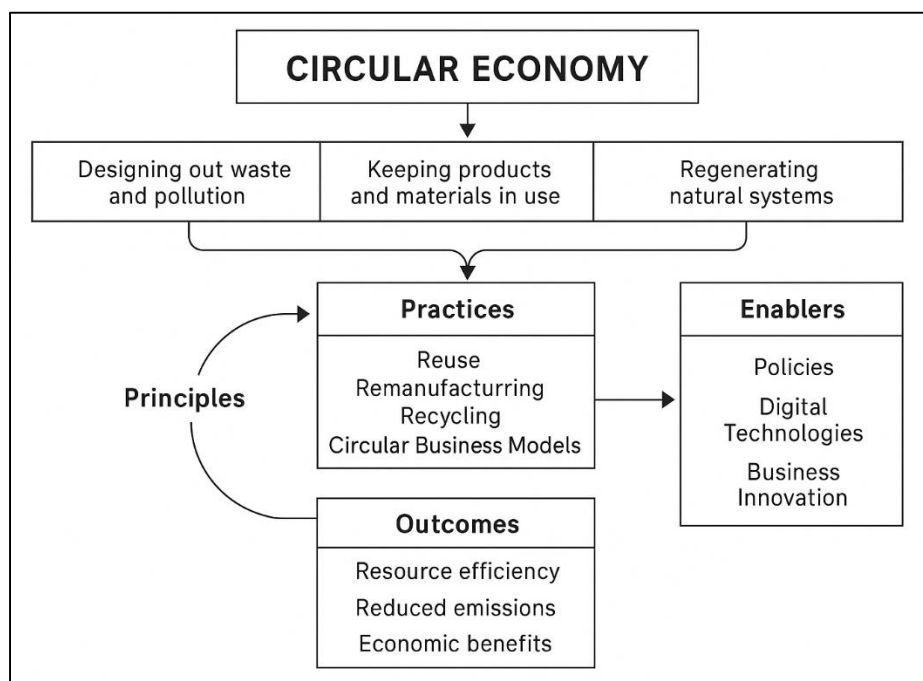 CIRCULAR ECONOMY
Designing out waste
and pollution
Keeping products
and materials in use
Regenerating
natural systems
Practices
Reuse
Remanufacturring
Recycling
Circular Business Models
Enablers
Policies
Digital
Technologies
Business
Innovation
Principles
Outcomes
Resource efficiency
Reduced emissions
Economic benefits